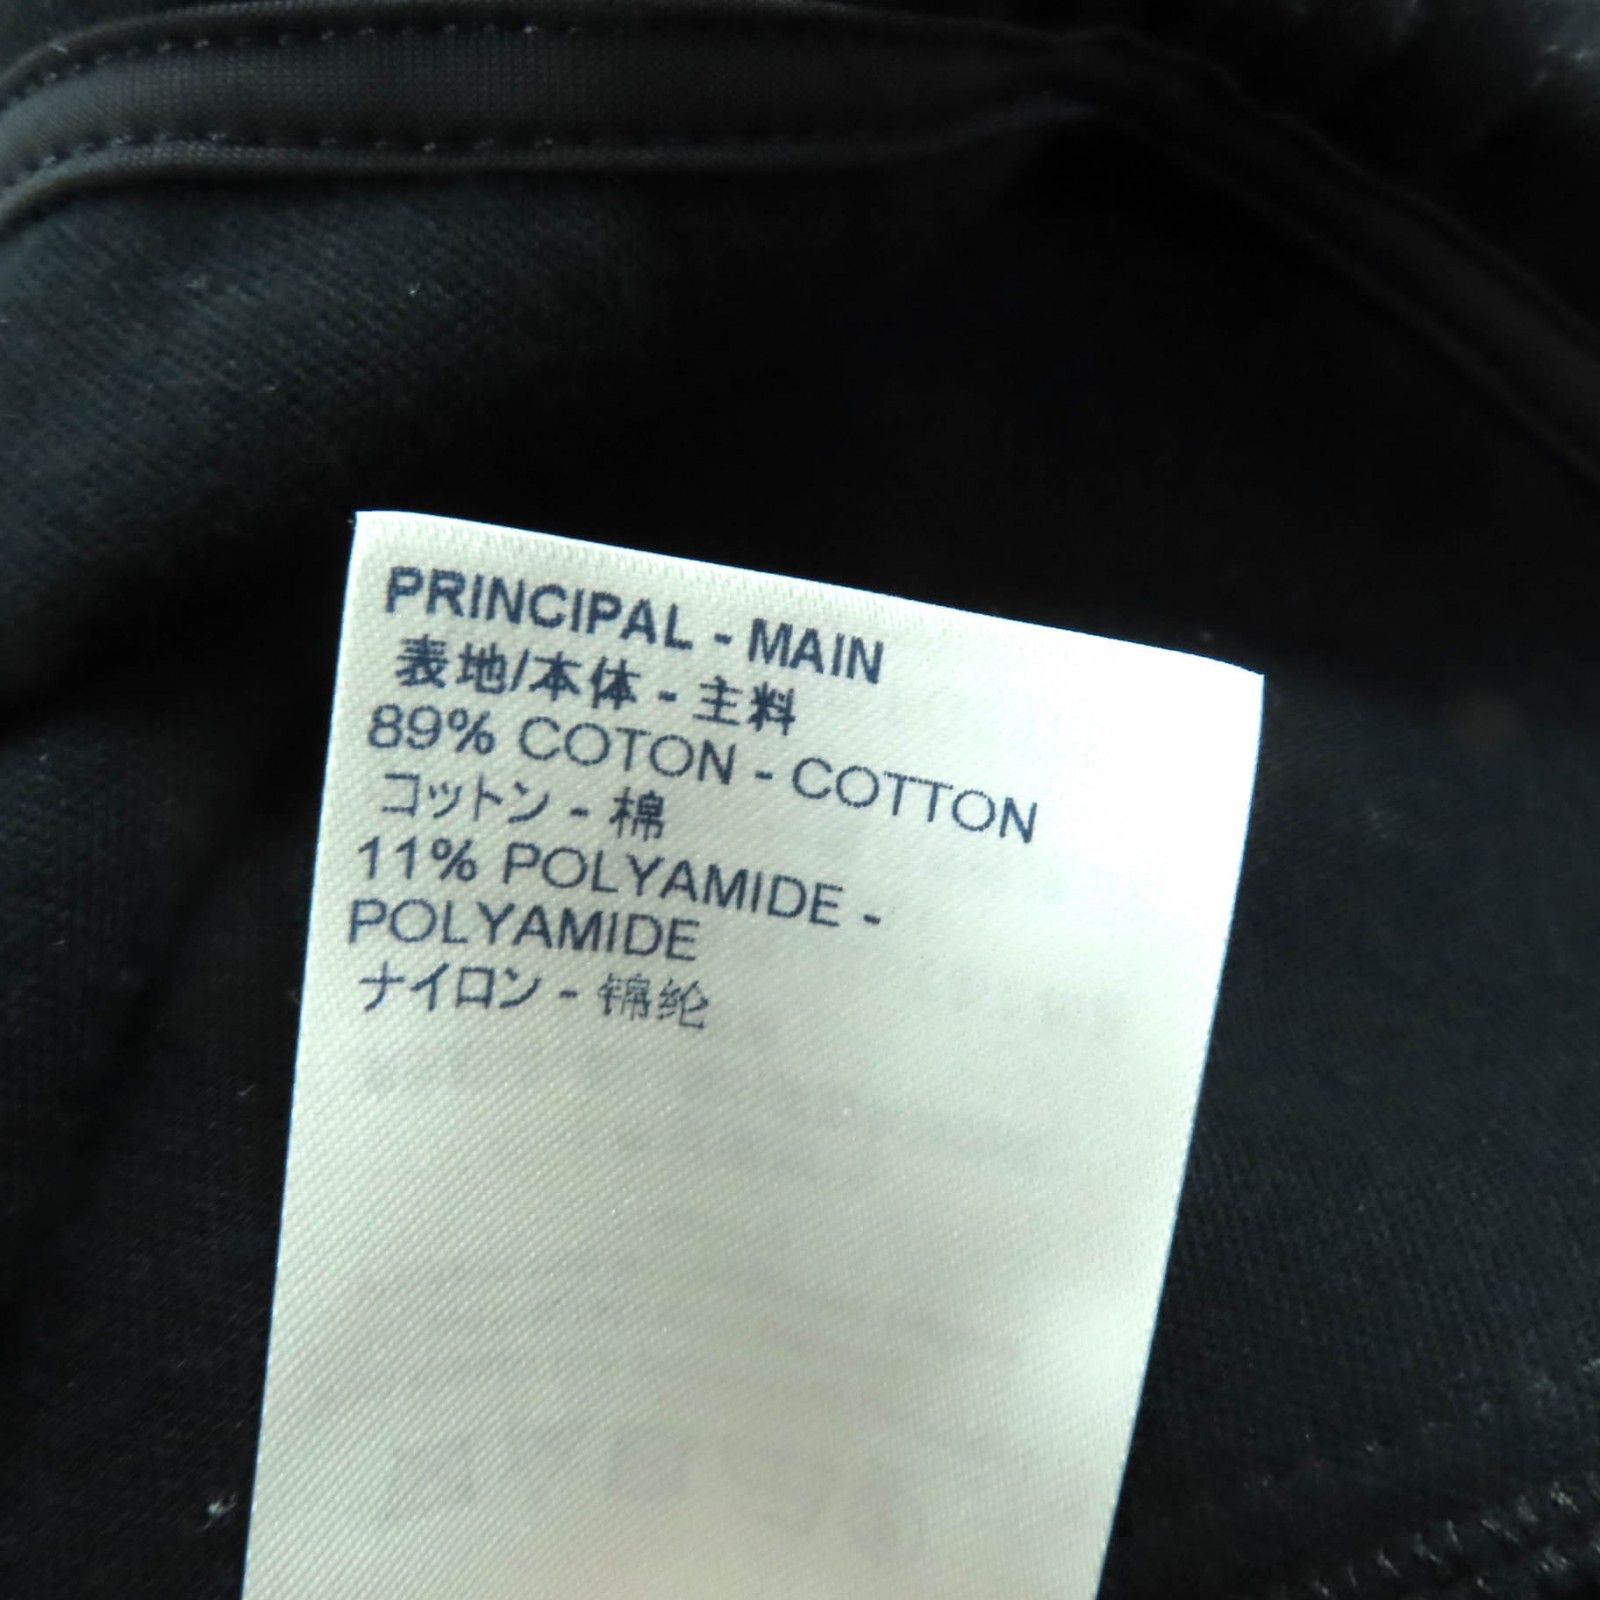 PRINCIPAL - MAIN
表地/本体 - 主料
89% COTON - COTTON
コットン - 棉
11% POLYAMIDE -
POLYAMIDE
ナイロン - 锦纶